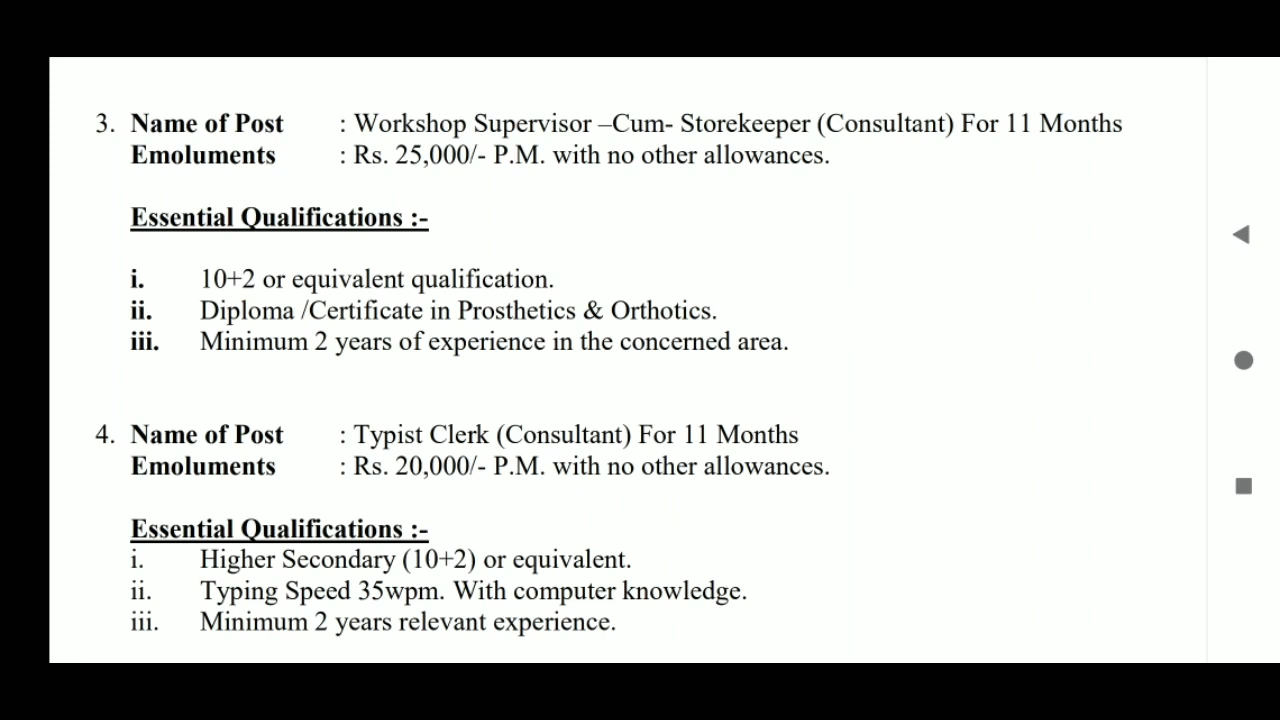 3. Name of Post : Workshop Supervisor –Cum- Storekeeper (Consultant) For 11 Months
Emoluments : Rs. 25,000/- P.M. with no other allowances.
Essential Qualifications :-
i. 10+2 or equivalent qualification.
ii. Diploma /Certificate in Prosthetics & Orthotics.
iii. Minimum 2 years of experience in the concerned area.
4. Name of Post : Typist Clerk (Consultant) For 11 Months
Emoluments : Rs. 20,000/- P.M. with no other allowances.
Essential Qualifications :-
i. Higher Secondary (10+2) or equivalent.
ii. Typing Speed 35wpm. With computer knowledge.
iii. Minimum 2 years relevant experience.